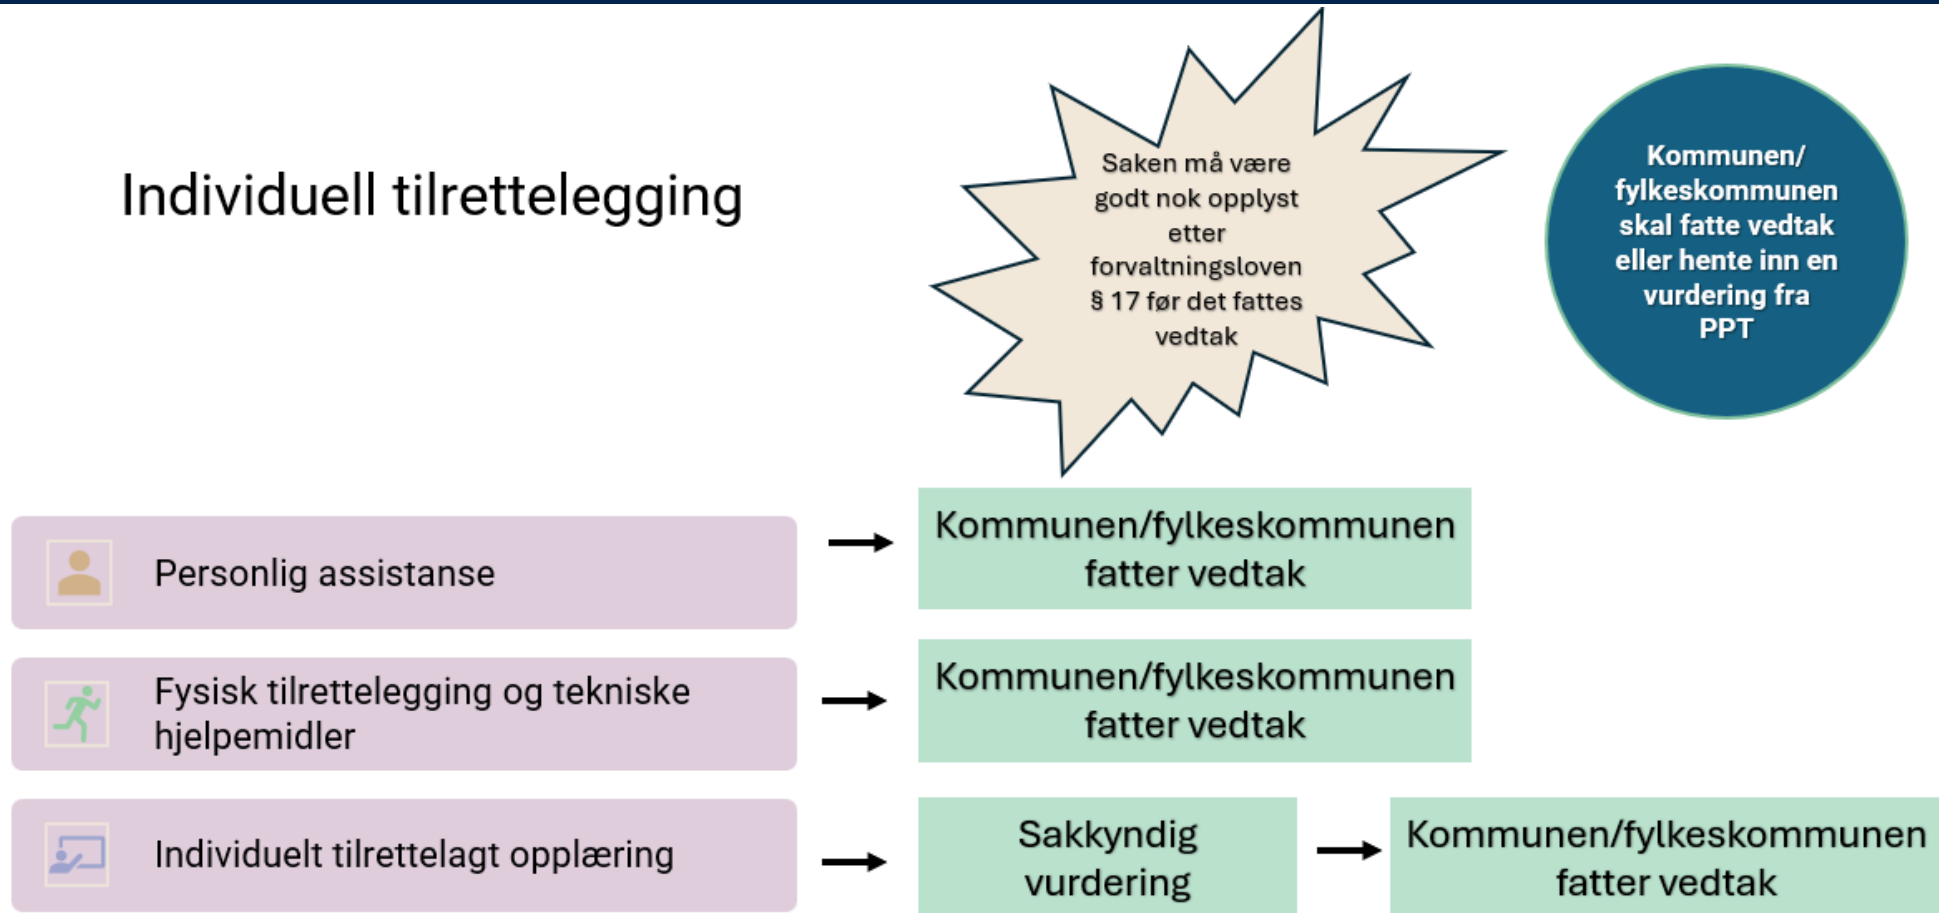 Individuell tilrettelegging
Saken må være
godt nok opplyst
etter
forvaltningsloven
§ 17 før det fattes
vedtak
Kommunen/
fylkeskommunen
skal fatte vedtak
eller hente inn en
vurdering fra
PPT
Personlig assistanse
Kommunen/fylkeskommunen
fatter vedtak
Fysisk tilrettelegging og tekniske
hjelpemidler
Kommunen/fylkeskommunen
fatter vedtak
Individuelt tilrettelagt opplæring
Sakkyndig
vurdering
Kommunen/fylkeskommunen
fatter vedtak